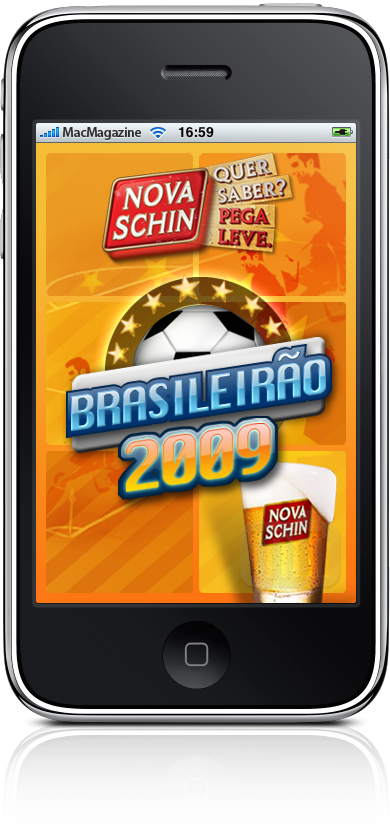 MacMagazine 16:59
NOVA
SCHIN
QUER
SABER?
PEGA
LEVE.
BRASILEIRÃO
2009
NOVA
SCHIN